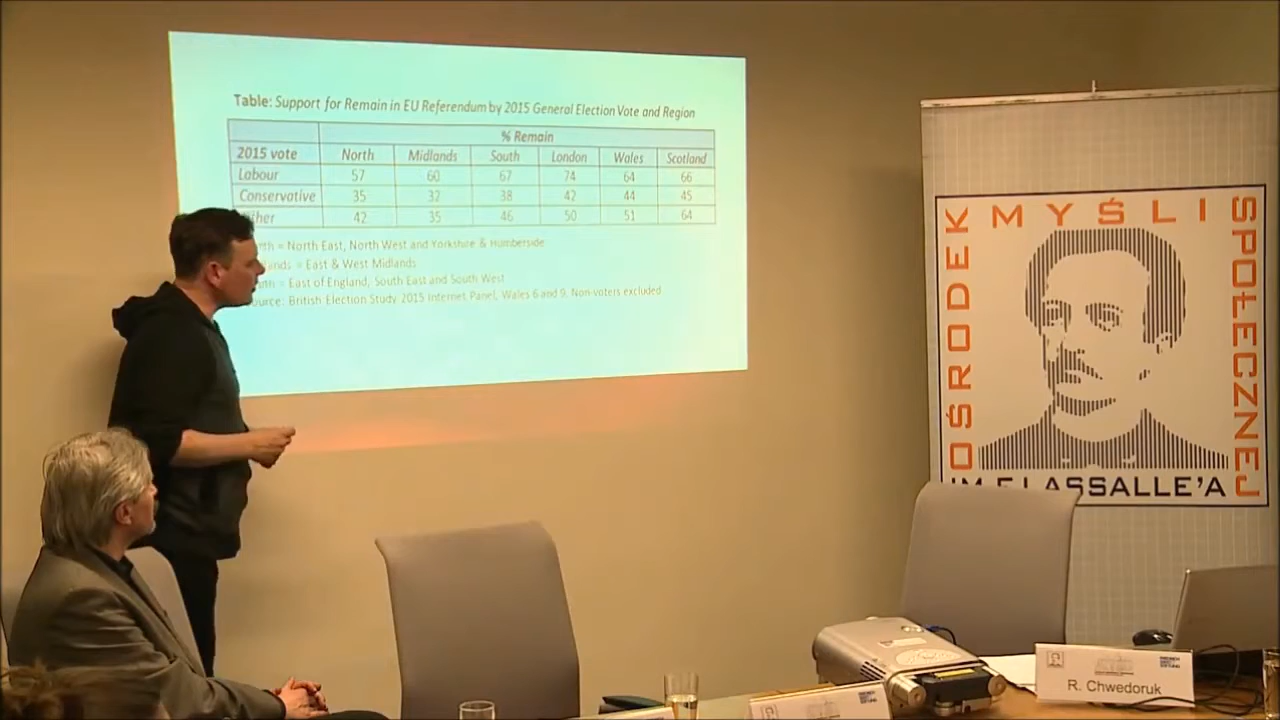 Table: Support for Remain in EU Referendum by 2015 General Election Vote and Region
% Remain
2015 vote North Midlands South London Wales Scotland
Labour 57 60 67 74 64 66
Conservative 35 32 38 42 44 45
42 35 46 50 51 64
= North East, North West and Yorkshire & Humberside
= East & West Midlands
= East of England, South East and South West
British Election Study 2015 Internet Panel, Wales 6 and 9. Non-voters excluded
OŚRODEK
MYŚLI
SPOŁECZNEJ
IM F LASSALLE'A
R. Chwedoruk